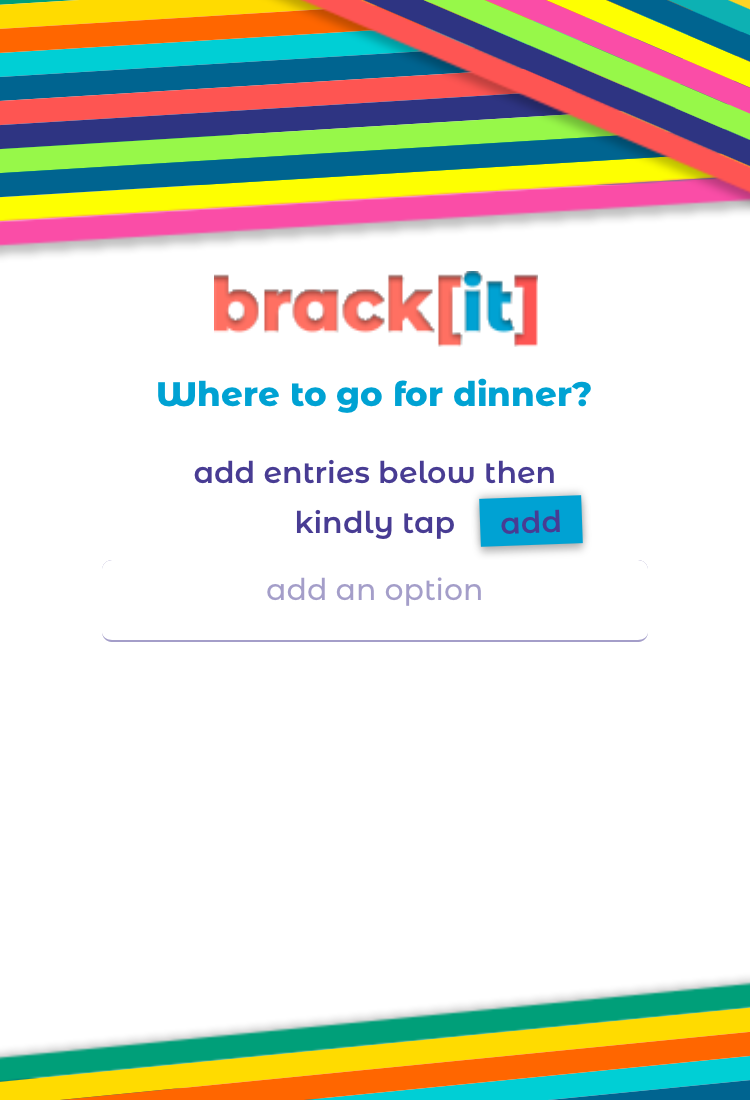 brack[it]
Where to go for dinner?
add entries below then
kindly tap add
add an option